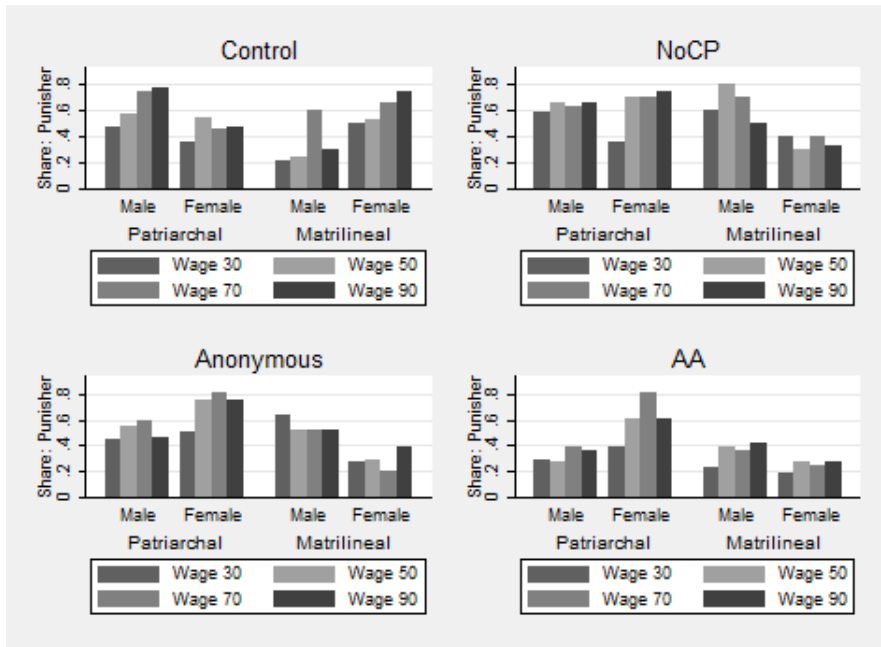 Control
Share: Punisher
0 .2 .4 .6 .8
Male Female Male Female
Patriarchal Matrilineal
Wage 30 Wage 50
Wage 70 Wage 90
NoCP
Share: Punisher
0 .2 .4 .6 .8
Male Female Male Female
Patriarchal Matrilineal
Wage 30 Wage 50
Wage 70 Wage 90
Anonymous
Share: Punisher
0 .2 .4 .6 .8
Male Female Male Female
Patriarchal Matrilineal
Wage 30 Wage 50
Wage 70 Wage 90
AA
Share: Punisher
0 .2 .4 .6 .8
Male Female Male Female
Patriarchal Matrilineal
Wage 30 Wage 50
Wage 70 Wage 90